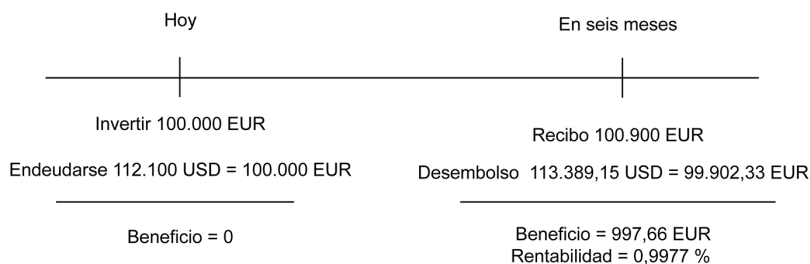 Hoy
En seis meses
Invertir 100.000 EUR
Recibo 100.900 EUR
Endeudarse 112.100 USD = 100.000 EUR
Desembolso 113.389,15 USD = 99.902,33 EUR
Beneficio = 0
Beneficio = 997,66 EUR
Rentabilidad = 0,9977 %